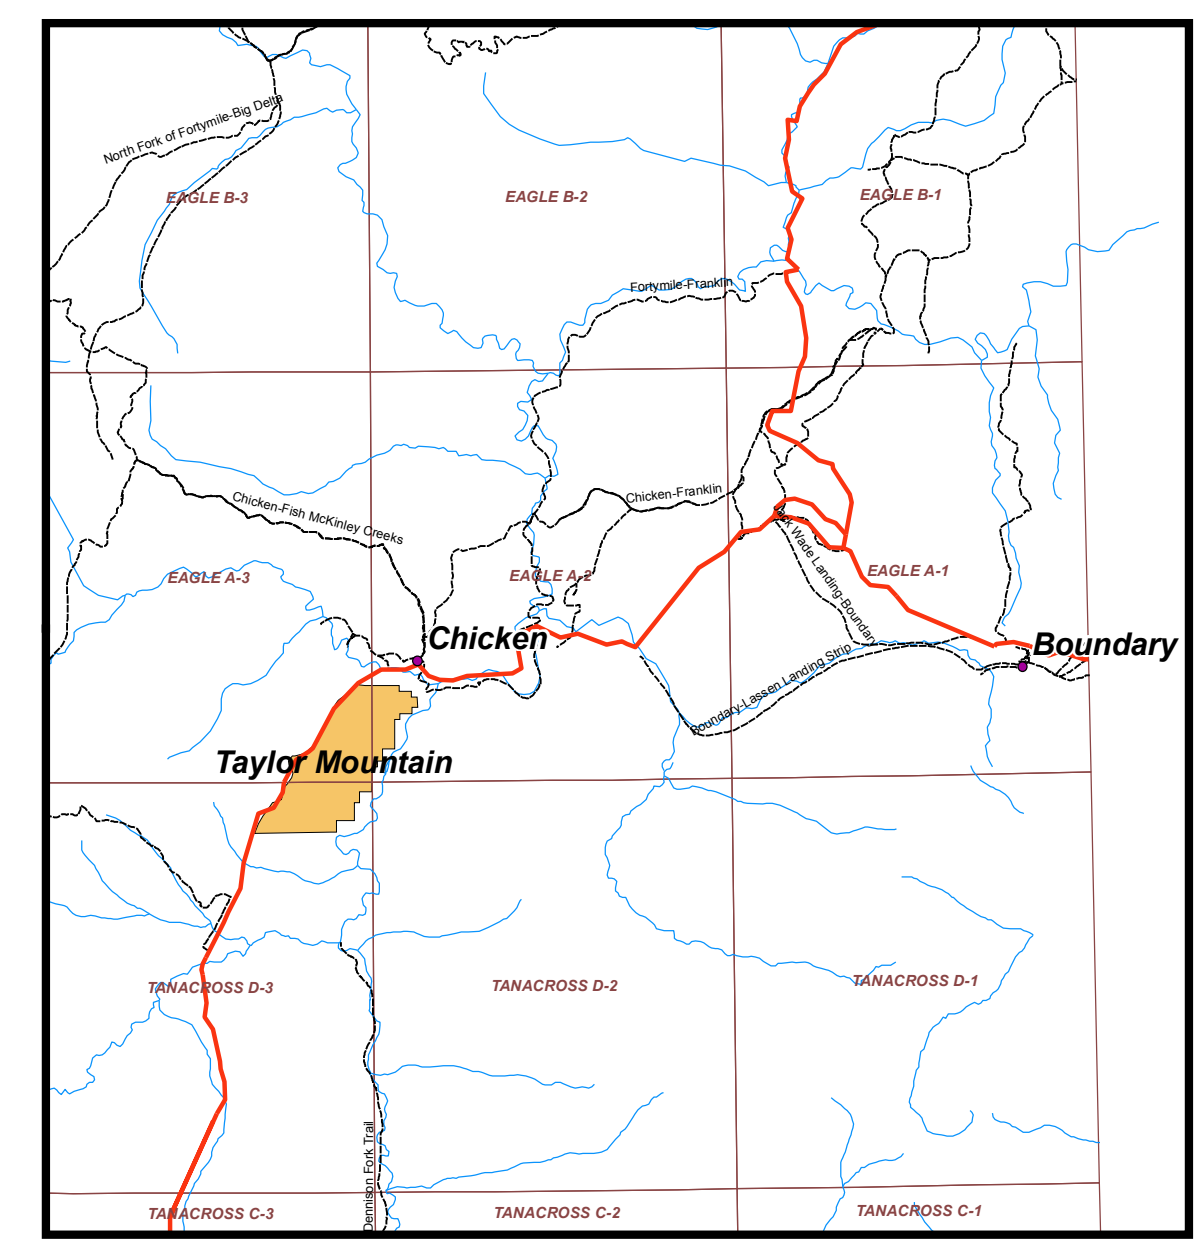 North Fork of Fortymile-Big Delta
EAGLE B-3
EAGLE B-2
EAGLE B-1
Fortymile-Franklin
Chicken-Fish McKinley Creeks
Chicken-Franklin
Jack Wade Landing-Boundary
EAGLE A-3
EAGLE A-2
EAGLE A-1
Chicken
Boundary
Boundary-Lassen Landing Strip
Taylor Mountain
TANACROSS D-3
TANACROSS D-2
TANACROSS D-1
Dennison Fork Trail
TANACROSS C-3
TANACROSS C-2
TANACROSS C-1